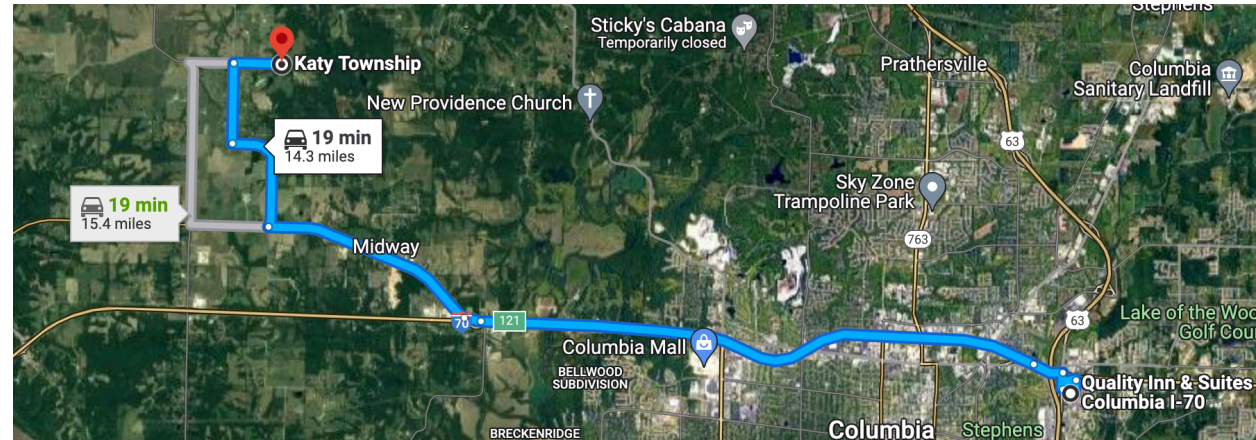 Stephens
Sticky's Cabana
Temporarily closed
Katy Township
Prathersville
Columbia
Sanitary Landfill
New Providence Church
19 min
14.3 miles
63
Sky Zone
Trampoline Park
19 min
15.4 miles
763
Midway
70
121
63
Lake of the Woo
Golf Cou
Columbia Mall
BELLWOOD
SUBDIVISION
Quality Inn & Suites
Columbia I-70
BRECKENRIDGE
Columbia
Stephens